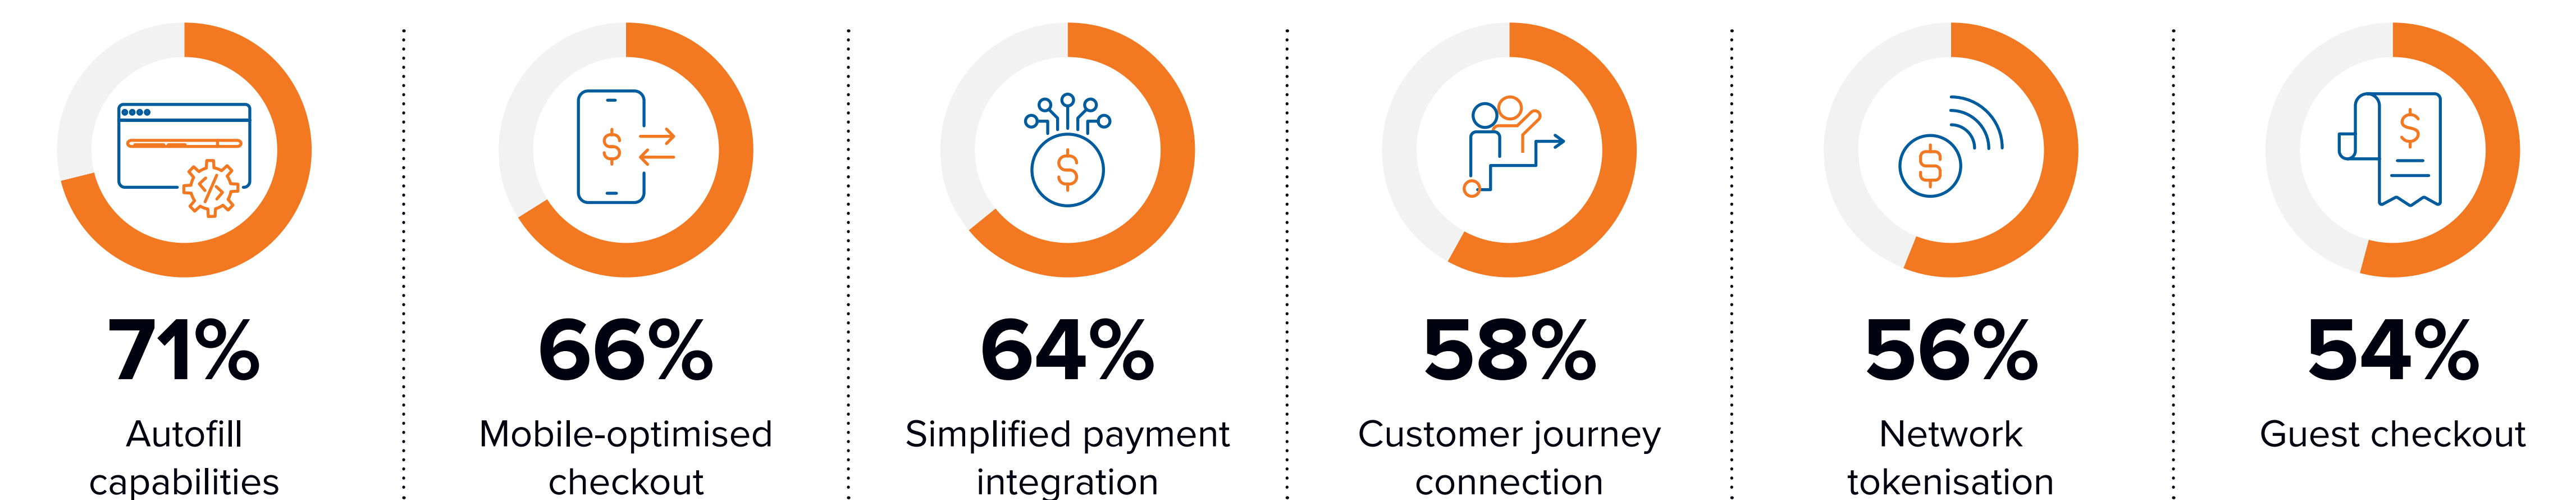 71%
Autofill
capabilities
66%
Mobile-optimised
checkout
64%
Simplified payment
integration
58%
Customer journey
connection
56%
Network
tokenisation
54%
Guest checkout